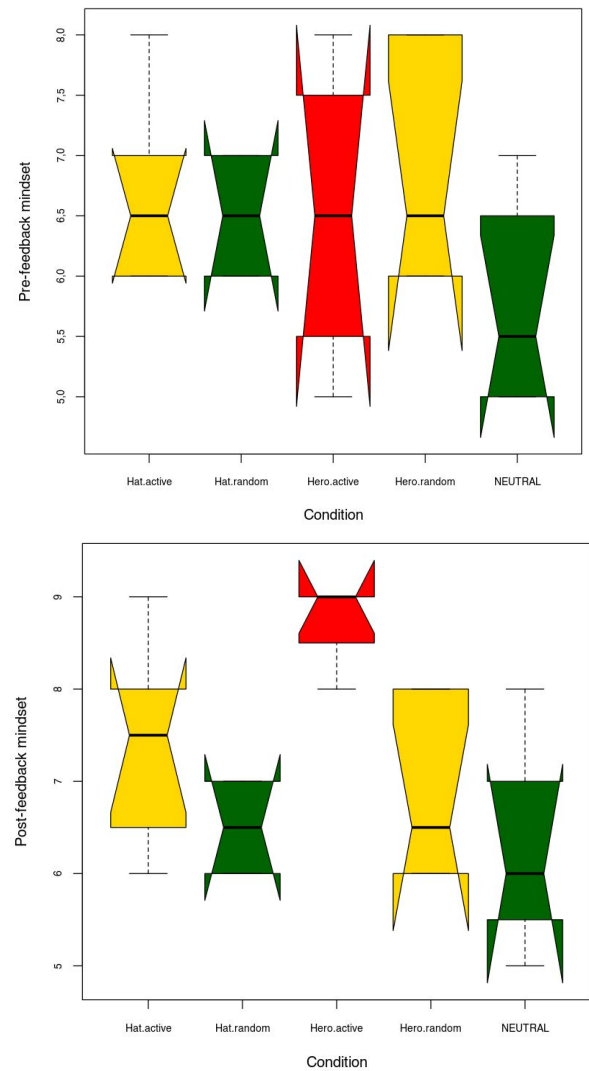 8,0
7,5
7,0
6,5
6,0
5,5
5,0
Pre-feedback mindset
Hat.active Hat.random Hero.active Hero.random NEUTRAL
Condition
9
8
7
6
5
Post-feedback mindset
Hat.active Hat.random Hero.active Hero.random NEUTRAL
Condition